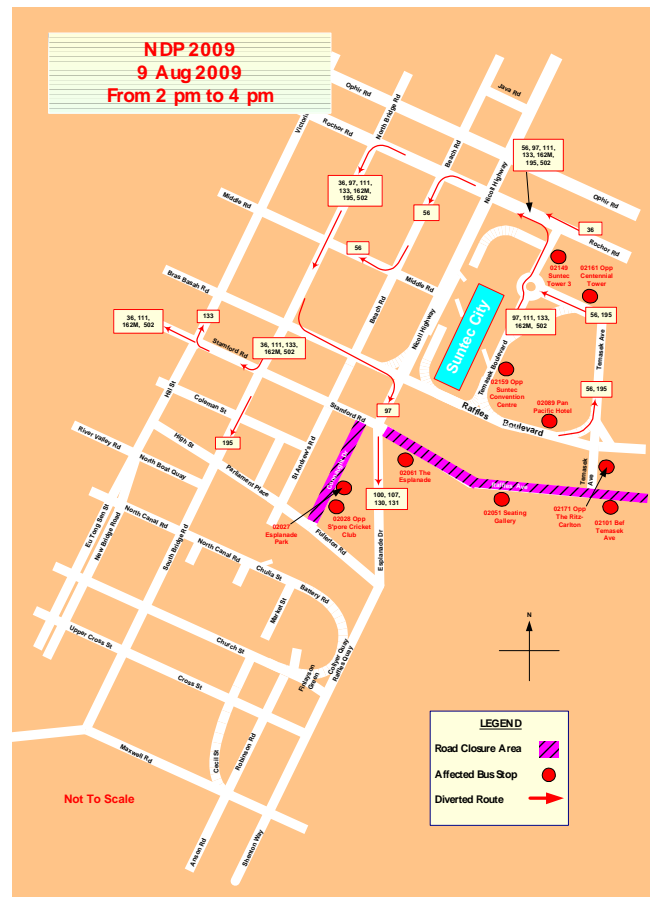 NDP 2009
9 Aug 2009
From 2 pm to 4 pm
Ophir Rd
Java Rd
North Bridge Rd
Rochor Rd
Beach Rd
Nicoll Highway
56, 97, 111,
133, 162M,
195, 502
36, 97, 111,
133, 162M,
195, 502
56
Middle Rd
Ophir Rd
36
Rochor Rd
56
Middle Rd
02149
Suntec
Tower 3
02161 Opp
Centennial
Tower
Bras Basah Rd
Beach Rd
Nicoll Highway
Suntec City
97, 111, 133,
162M, 502
56, 195
Temasek Ave
36, 111,
162M, 502
133
Stamford Rd
36, 111, 133,
162M, 502
Temasek Boulevard
02159 Opp
Suntec
Convention
Centre
02089 Pan
Pacific Hotel
56, 195
Hill St
Coleman St
Stamford Rd
97
Raffles
Boulevard
River Valley Rd
High St
195
St Andrew's Rd
Connaught Dr
02061 The
Esplanade
Temasek
Ave
North Boat Quay
Parlement Place
100, 107,
130, 131
Raffles Ave
02051 Seating
Gallery
02171 Opp
The Ritz-
Carlton
02101 Bef
Temasek
Ave
Eu Tong Sen St
New Bridge Road
North Canal Rd
02027
Esplanade
Park
02028 Opp
S'pore Cricket
Club
Fullerton Rd
Esplanade Dr
South Bridge Rd
North Canal Rd
Chulia St
Battery Rd
Market St
Upper Cross St
Church St
Cross St
Finlayson
Green
Collyer Quay
Raffles Quay
N
Maxwell Rd
Cecil St
Robinson Rd
Anson Rd
Shenton Way
Not To Scale
LEGEND
Road Closure Area
Affected Bus Stop
Diverted Route